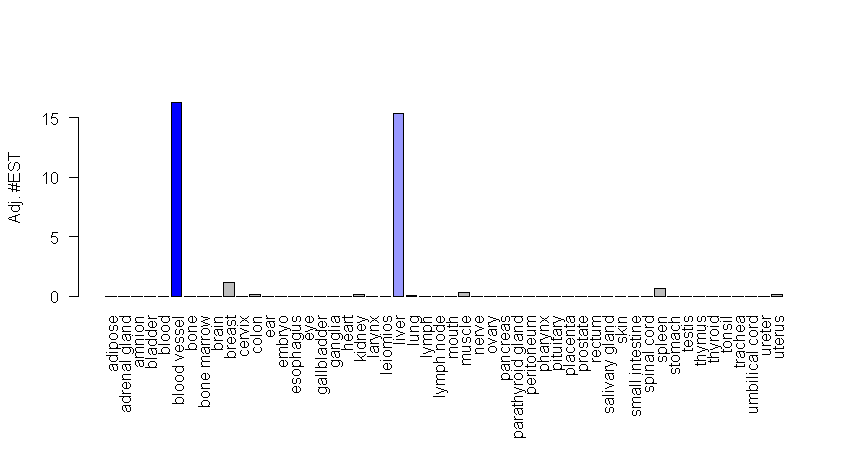 Adj. #EST
15
10
5
0
adipose
adrenal gland
amnion
bladder
blood
blood vessel
bone
bone marrow
brain
breast
cervix
colon
ear
embryo
esophagus
eye
gallbladder
ganglia
heart
kidney
larynx
leiomios
liver
lung
lymph
lymph node
mouth
muscle
nerve
ovary
pancreas
parathyroid gland
peritoneum
pharynx
pituitary
placenta
prostate
rectum
salivary gland
skin
small intestine
spinal cord
spleen
stomach
testis
thymus
thyroid
tonsil
trachea
umbilical cord
ureter
uterus